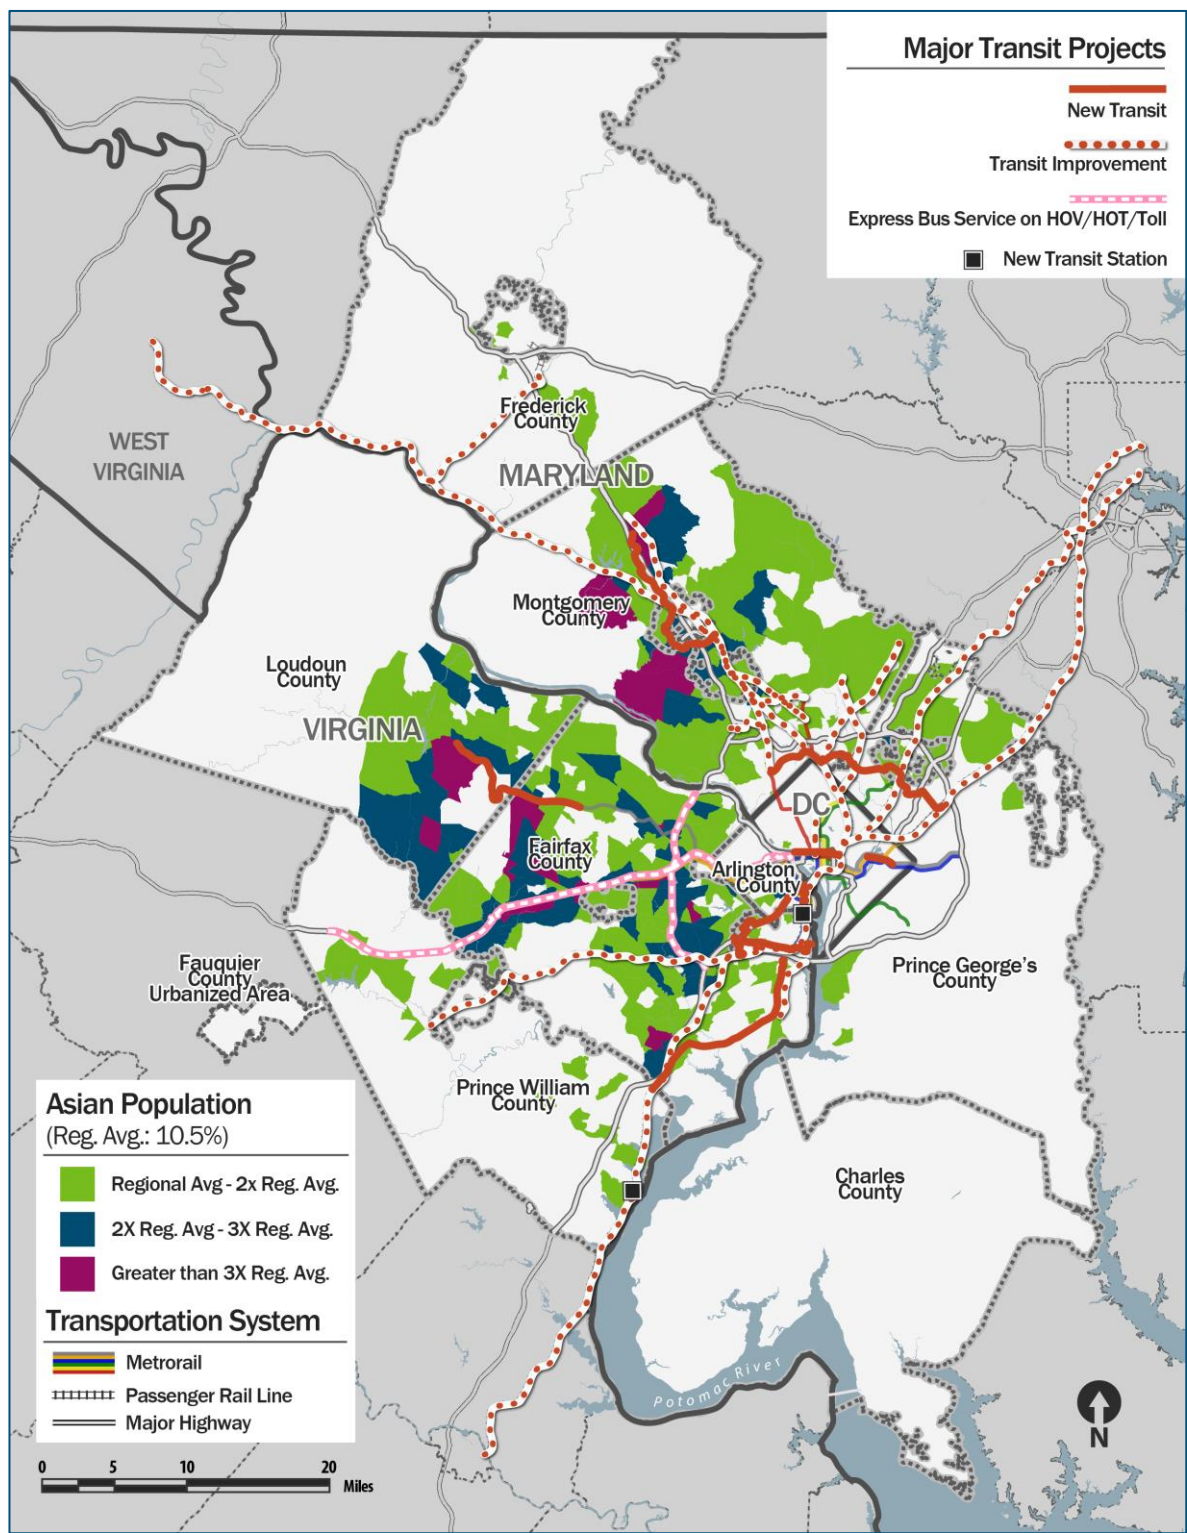 Major Transit Projects
New Transit
Transit Improvement
Express Bus Service on HOV/HOT/Toll
New Transit Station
Frederick
County
WEST
VIRGINIA
MARYLAND
Montgomery
County
Loudoun
County
VIRGINIA
DC
Fairfax
County
Arlington
County
Fauquier
County
Urbanized Area
Prince George's
County
Prince William
County
Charles
County
Potomac River
Asian Population
(Reg. Avg.: 10.5%)
Regional Avg - 2x Reg. Avg.
2X Reg. Avg - 3X Reg. Avg.
Greater than 3X Reg. Avg.
Transportation System
Metrorail
Passenger Rail Line
Major Highway
0 5 10 20
Miles
N